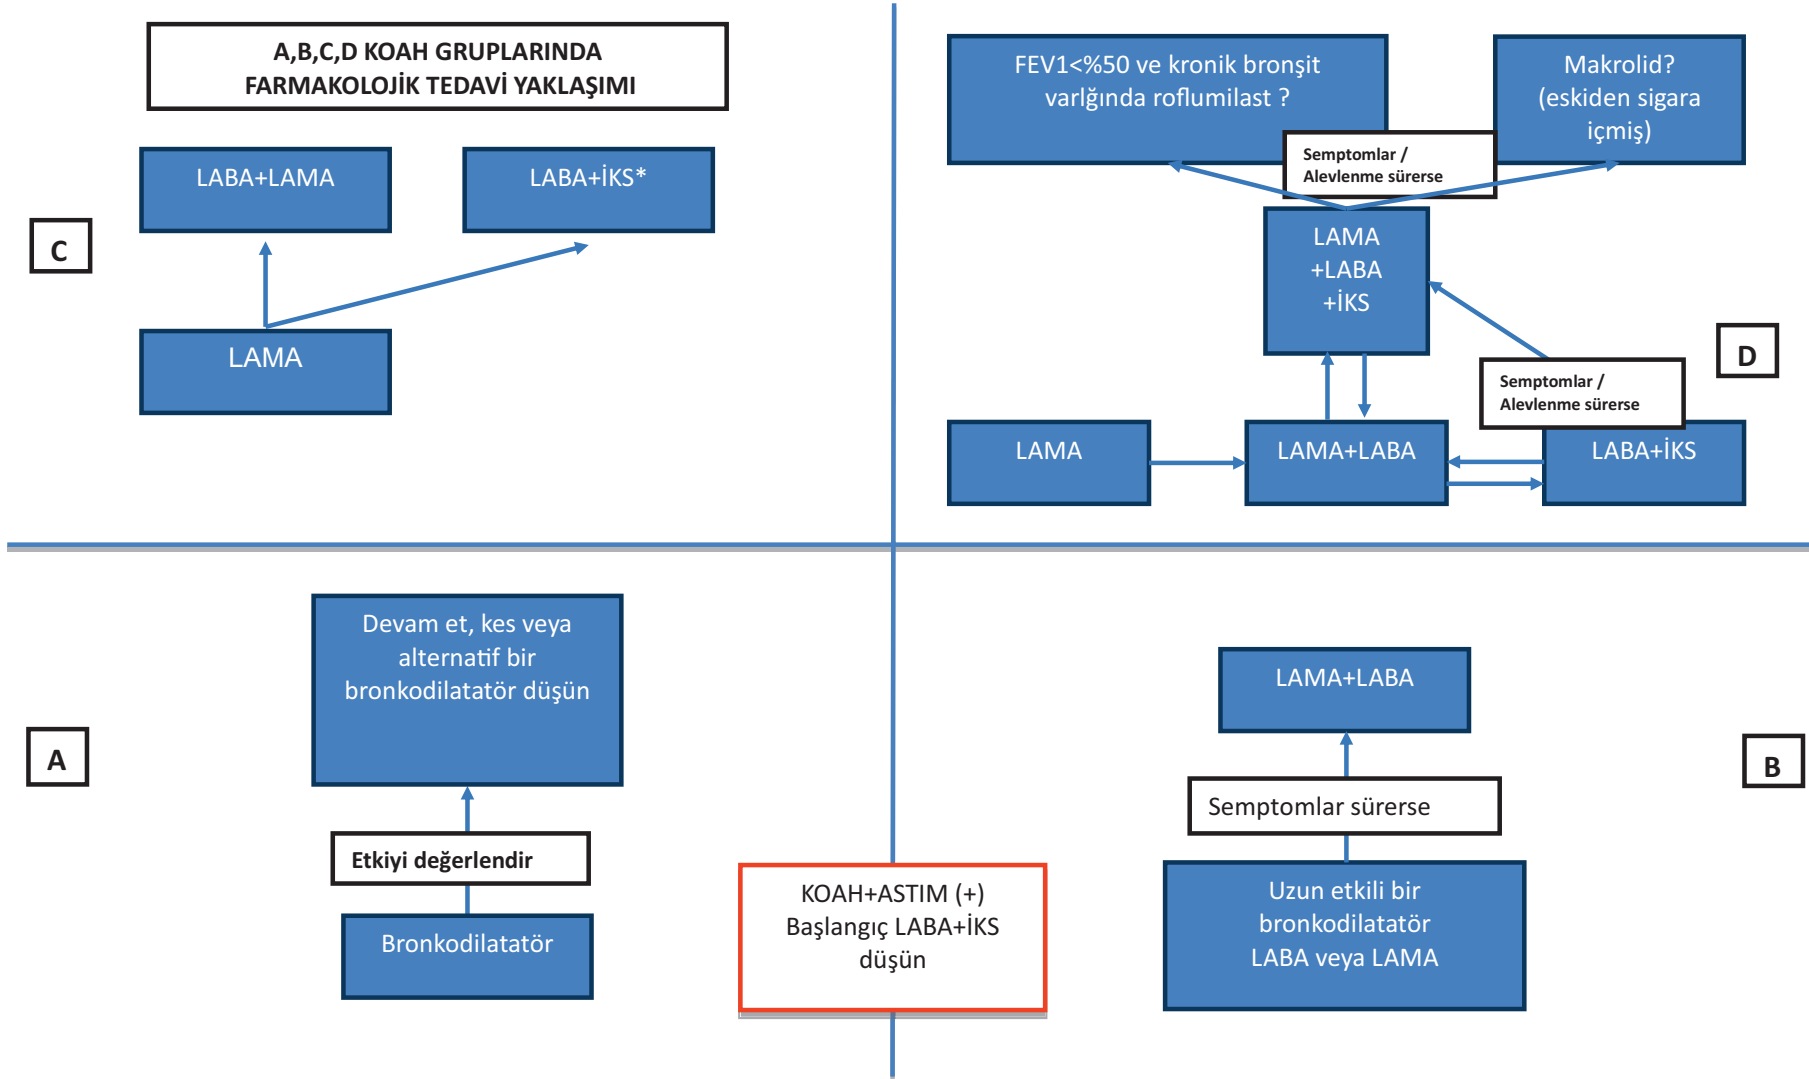 A,B,C,D KOAH GRUPLARINDA
FARMAKOLOJİK TEDAVİ YAKLAŞIMI
LABA+LAMA
LABA+İKS*
C
LAMA
FEV1<%50 ve kronik bronşit
varlğında roflumilast ?
Makrolid?
(eskiden sigara
içmiş)
Semptomlar /
Alevlenme sürerse
LAMA
+LABA
+İKS
D
Semptomlar /
Alevlenme sürerse
LAMA
LAMA+LABA
LABA+İKS
Devam et, kes veya
alternatif bir
bronkodilatatör düşün
A
Etkiyi değerlendir
Bronkodilatatör
KOAH+ASTIM (+)
Başlangıç LABA+İKS
düşün
LAMA+LABA
B
Semptomlar sürerse
Uzun etkili bir
bronkodilatatör
LABA veya LAMA